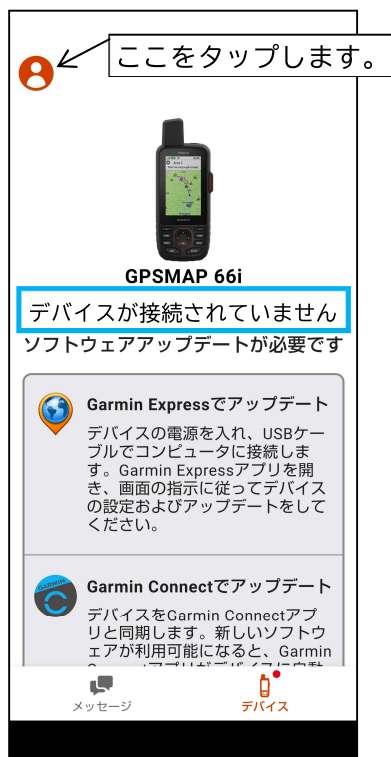 ここをタップします。
GPSMAP 66i
デバイスが接続されていません
ソフトウェアアップデートが必要です
Garmin Expressでアップデート
デバイスの電源を入れ、USBケー
ブルでコンピュータに接続しま
す。Garmin Expressアプリを開
き、画面の指示に従ってデバイス
の設定およびアップデートをして
ください。
GARMIN
Garmin Connectでアップデート
デバイスをGarmin Connectアプ
リと同期します。新しいソフトウ
ェアが利用可能になると、Garmin
メッセージ
デバイス